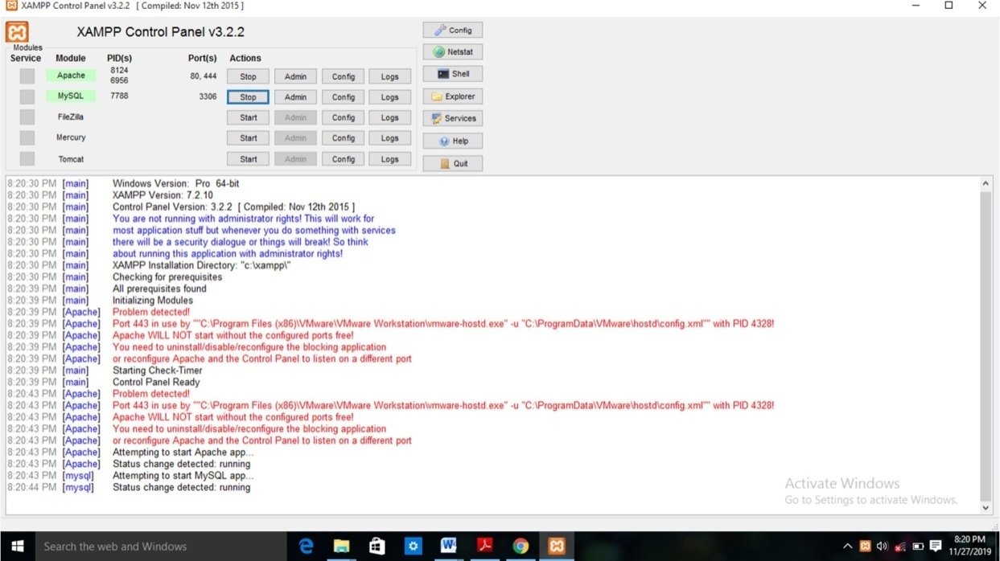 XAMPP Control Panel v3.2.2 [ Compiled: Nov 12th 2015 ]
XAMPP Control Panel v3.2.2
Modules
Service Module PID(s) Port(s) Actions
Apache 8124 6956 80, 444 Stop Admin Config Logs
MySQL 7788 3306 Stop Admin Config Logs
FileZilla Start Admin Config Logs
Mercury Start Admin Config Logs
Tomcat Start Admin Config Logs
Config
Netstat
Shell
Explorer
Services
Help
Quit
8:20:30 PM [main] Windows Version: Pro 64-bit
8:20:30 PM [main] XAMPP Version: 7.2.10
8:20:30 PM [main] Control Panel Version: 3.2.2 [ Compiled: Nov 12th 2015 ]
8:20:30 PM [main] You are not running with administrator rights! This will work for
8:20:30 PM [main] most application stuff but whenever you do something with services
8:20:30 PM [main] there will be a security dialogue or things will break! So think
8:20:30 PM [main] about running this application with administrator rights!
8:20:30 PM [main] XAMPP Installation Directory: "c:\xampp\"
8:20:30 PM [main] Checking for prerequisites
8:20:39 PM [main] All prerequisites found
8:20:39 PM [main] Initializing Modules
8:20:39 PM [Apache] Problem detected!
8:20:39 PM [Apache] Port 443 in use by ""C:\Program Files (x86)\VMware\VMware Workstation\vmware-hostd.exe" -u "C:\ProgramData\VMware\hostd\config.xml"" with PID 4328!
8:20:39 PM [Apache] Apache WILL NOT start without the configured ports free!
8:20:39 PM [Apache] You need to uninstall/disable/reconfigure the blocking application
8:20:39 PM [Apache] or reconfigure Apache and the Control Panel to listen on a different port
8:20:39 PM [main] Starting Check-Timer
8:20:39 PM [main] Control Panel Ready
8:20:43 PM [Apache] Problem detected!
8:20:43 PM [Apache] Port 443 in use by ""C:\Program Files (x86)\VMware\VMware Workstation\vmware-hostd.exe" -u "C:\ProgramData\VMware\hostd\config.xml"" with PID 4328!
8:20:43 PM [Apache] Apache WILL NOT start without the configured ports free!
8:20:43 PM [Apache] You need to uninstall/disable/reconfigure the blocking application
8:20:43 PM [Apache] or reconfigure Apache and the Control Panel to listen on a different port
8:20:43 PM [Apache] Attempting to start Apache app...
8:20:43 PM [Apache] Status change detected: running
8:20:43 PM [mysql] Attempting to start MySQL app...
8:20:44 PM [mysql] Status change detected: running
Activate Windows
Go to Settings to activate Windows.
Search the web and Windows
8:20 PM
11/27/2019